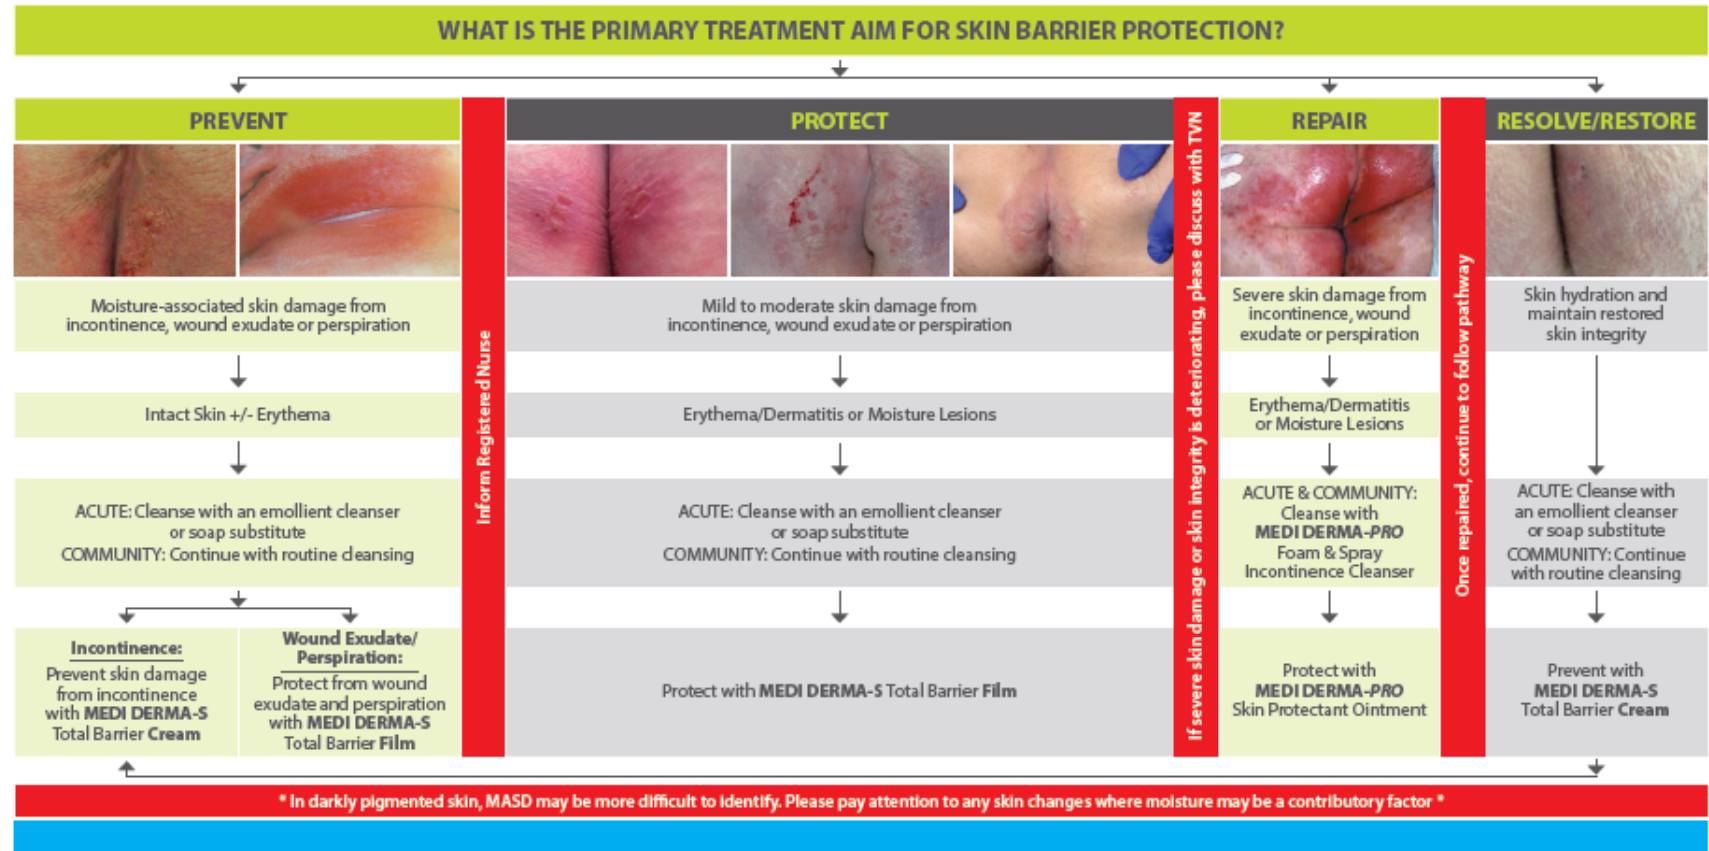 WHAT IS THE PRIMARY TREATMENT AIM FOR SKIN BARRIER PROTECTION?
PREVENT
Moisture-associated skin damage from
incontinence, wound exudate or perspiration
Intact Skin +/- Erythema
ACUTE: Cleanse with an emollient cleanser
or soap substitute
COMMUNITY: Continue with routine cleansing
Incontinence:
Prevent skin damage
from incontinence
with MEDI DERMA-S
Total Barrier Cream
Wound Exudate/
Perspiration:
Protect from wound
exudate and perspiration
with MEDI DERMA-S
Total Barrier Film
Inform Registered Nurse
PROTECT
Mild to moderate skin damage from
incontinence, wound exudate or perspiration
Erythema/Dermatitis or Moisture Lesions
ACUTE: Cleanse with an emollient cleanser
or soap substitute
COMMUNITY: Continue with routine cleansing
Protect with MEDI DERMA-S Total Barrier Film
If severe skin damage or skin integrity is deteriorating, please discuss with TVN
REPAIR
Severe skin damage from
incontinence, wound
exudate or perspiration
Erythema/Dermatitis
or Moisture Lesions
ACUTE & COMMUNITY:
Cleanse with
MEDI DERMA-PRO
Foam & Spray
Incontinence Cleanser
Protect with
MEDI DERMA-PRO
Skin Protectant Ointment
Once repaired, continue to follow pathway
RESOLVE/RESTORE
Skin hydration and
maintain restored
skin integrity
ACUTE: Cleanse with
an emollient cleanser
or soap substitute
COMMUNITY: Continue
with routine cleansing
Prevent with
MEDI DERMA-S
Total Barrier Cream
* In darkly pigmented skin, MASD may be more difficult to identify. Please pay attention to any skin changes where moisture may be a contributory factor *